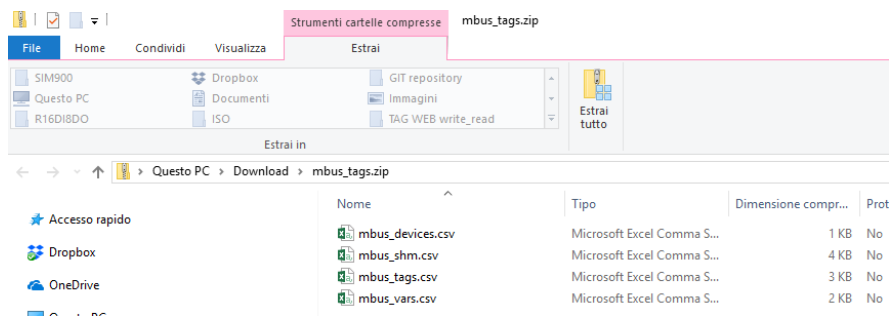 Strumenti cartelle compresse mbus_tags.zip
File Home Condividi Visualizza Estrai
SIM900 Dropbox GIT repository
Questo PC Documenti Immagini
R16DI8DO ISO TAG WEB write_read
Estrai tutto
Estrai in
Questo PC > Download > mbus_tags.zip
Nome Tipo Dimensione compr... Prot
Accesso rapido
Dropbox
OneDrive
mbus_devices.csv Microsoft Excel Comma S... 1 KB No
mbus_shm.csv Microsoft Excel Comma S... 4 KB No
mbus_tags.csv Microsoft Excel Comma S... 3 KB No
mbus_vars.csv Microsoft Excel Comma S... 2 KB No